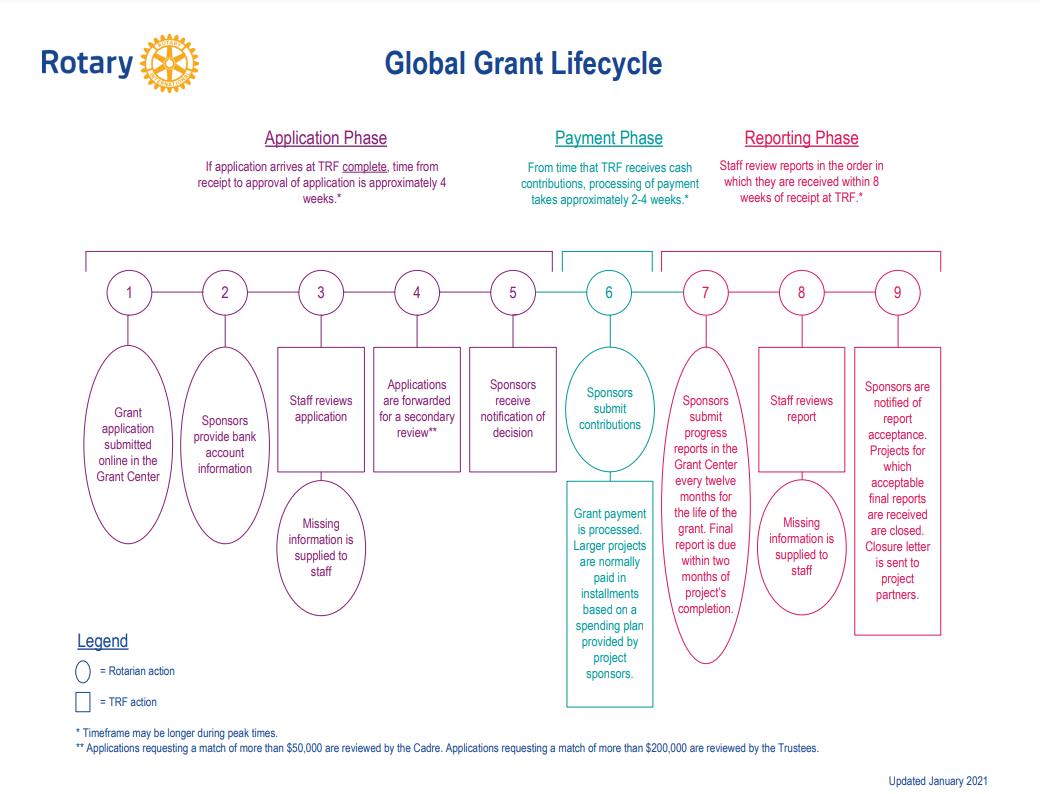 Rotary
ROTARY
INTERNATIONAL
Global Grant Lifecycle
Application Phase
If application arrives at TRF complete, time from
receipt to approval of application is approximately 4
weeks.*
Payment Phase
From time that TRF receives cash
contributions, processing of payment
takes approximately 2-4 weeks.*
Reporting Phase
Staff review reports in the order in
which they are received within 8
weeks of receipt at TRF.*
1
2
3
4
5
6
7
8
9
Grant
application
submitted
online in the
Grant Center
Sponsors
provide bank
account
information
Staff reviews
application
Missing
information is
supplied to
staff
Applications
are forwarded
for a secondary
review**
Sponsors
receive
notification of
decision
Sponsors
submit
contributions
Grant payment
is processed.
Larger projects
are normally
paid in
installments
based on a
spending plan
provided by
project
sponsors.
Sponsors
submit
progress
reports in the
Grant Center
every twelve
months for
the life of the
grant. Final
report is due
within two
months of
project's
completion.
Staff reviews
report
Missing
information is
supplied to
staff
Sponsors are
notified of
report
acceptance.
Projects for
which
acceptable
final reports
are received
are closed.
Closure letter
is sent to
project
partners.
Legend
= Rotarian action
= TRF action
* Timeframe may be longer during peak times.
** Applications requesting a match of more than $50,000 are reviewed by the Cadre. Applications requesting a match of more than $200,000 are reviewed by the Trustees.
Updated January 2021